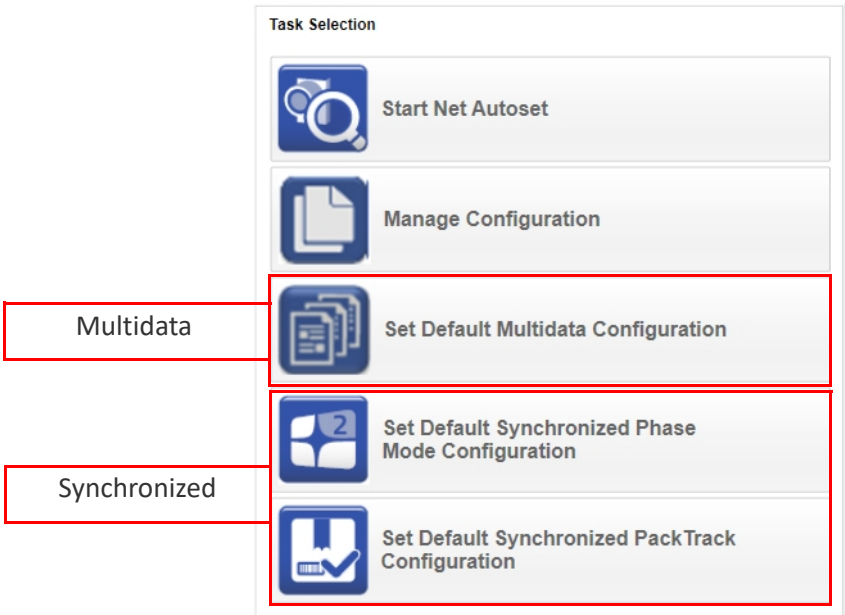 Task Selection
Start Net Autoset
Manage Configuration
Multidata
Set Default Multidata Configuration
2
Set Default Synchronized Phase
Mode Configuration
Synchronized
Set Default Synchronized PackTrack
Configuration